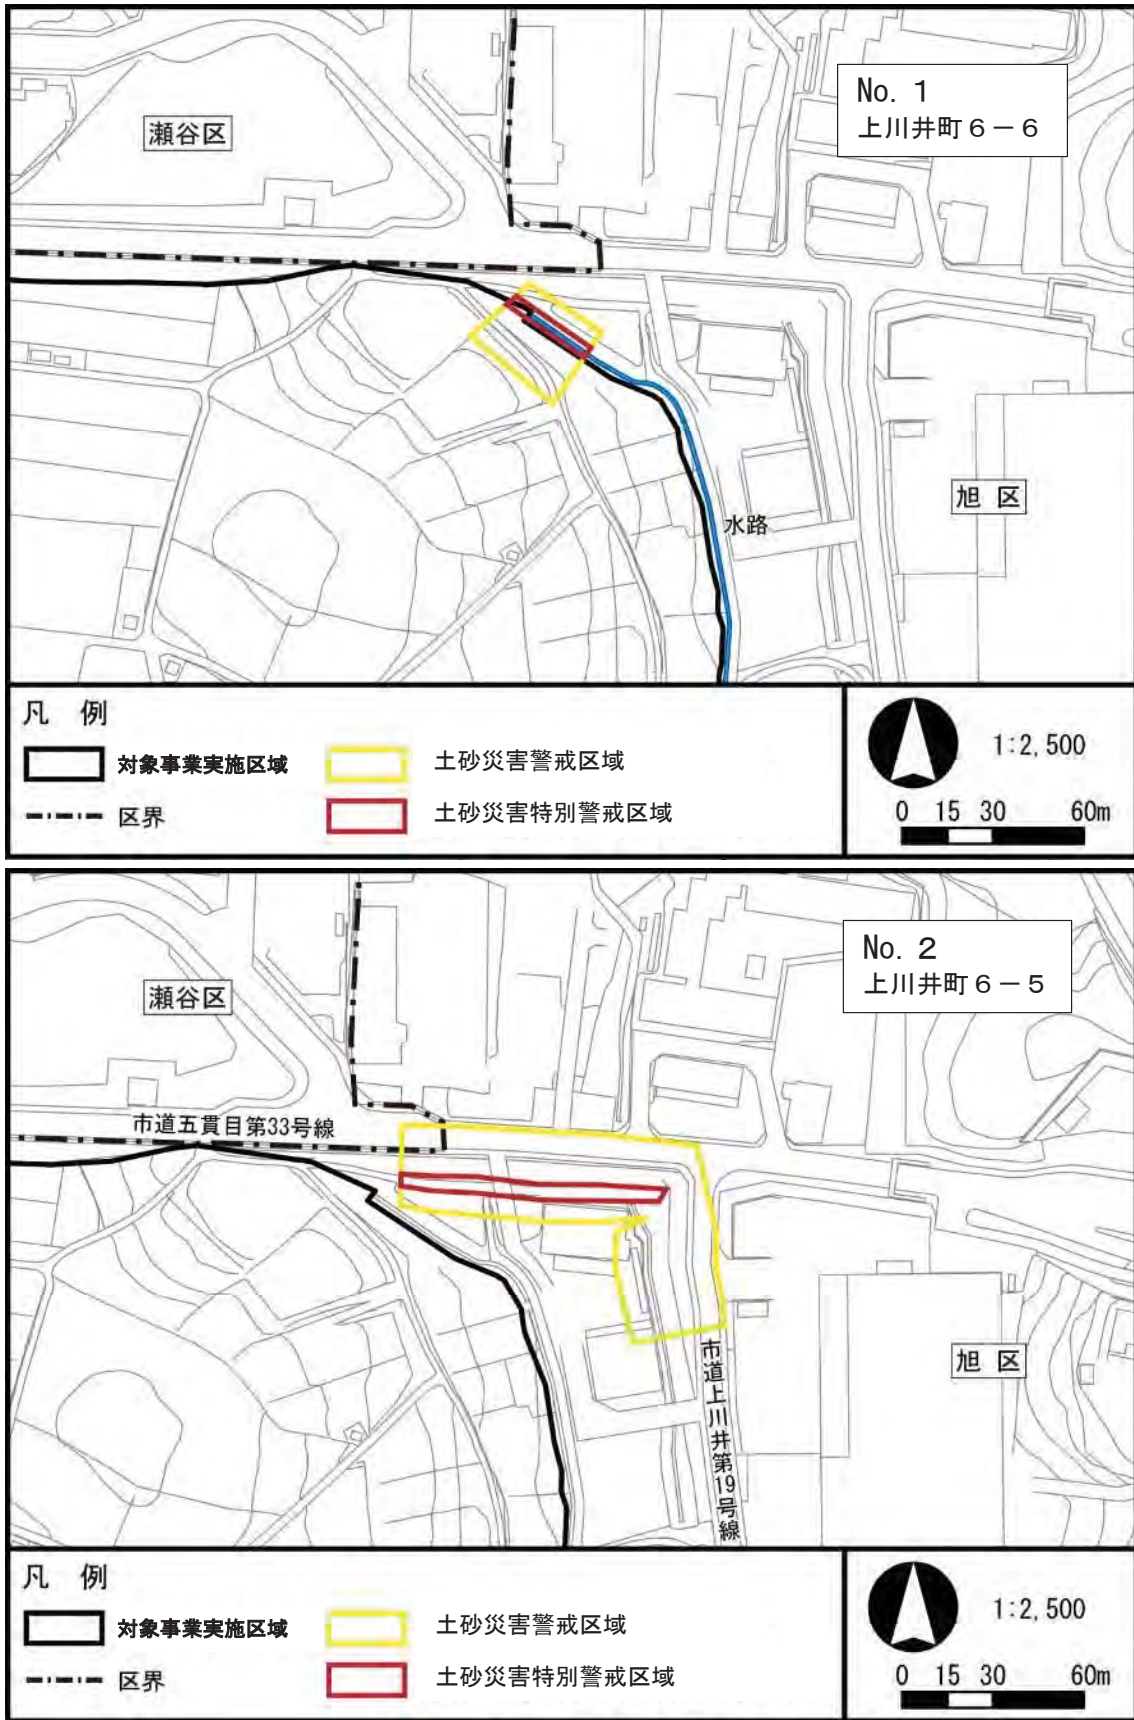 No. 1
上川井町6-6
瀬谷区
旭 区
水路
凡 例
対象事業実施区域
土砂災害警戒区域
区界
土砂災害特別警戒区域
1:2,500
0 15 30 60m
No. 2
上川井町6-5
瀬谷区
市道五貫目第33号線
旭 区
市道上川井第19号線
凡 例
対象事業実施区域
土砂災害警戒区域
区界
土砂災害特別警戒区域
1:2,500
0 15 30 60m